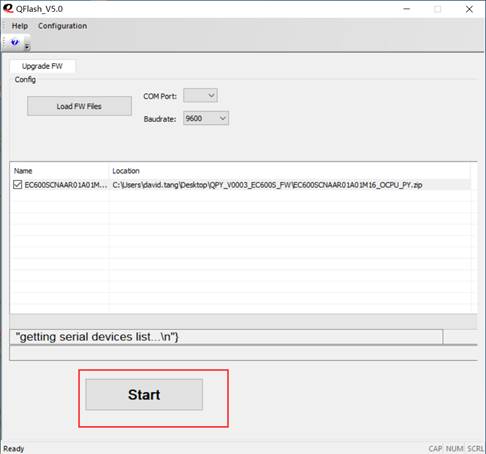 QFlash_V5.0
Help Configuration
Upgrade FW
Config
Load FW Files
COM Port:
Baudrate: 9600
Name Location
EC600SCNAAR01A01M... C:\Users\david.tang\Desktop\QPY_V0003_EC600S_FW\EC600SCNAAR01A01M16_OCPU_PY.zip
"getting serial devices list...\n"}
Start
Ready CAP NUM SCRL